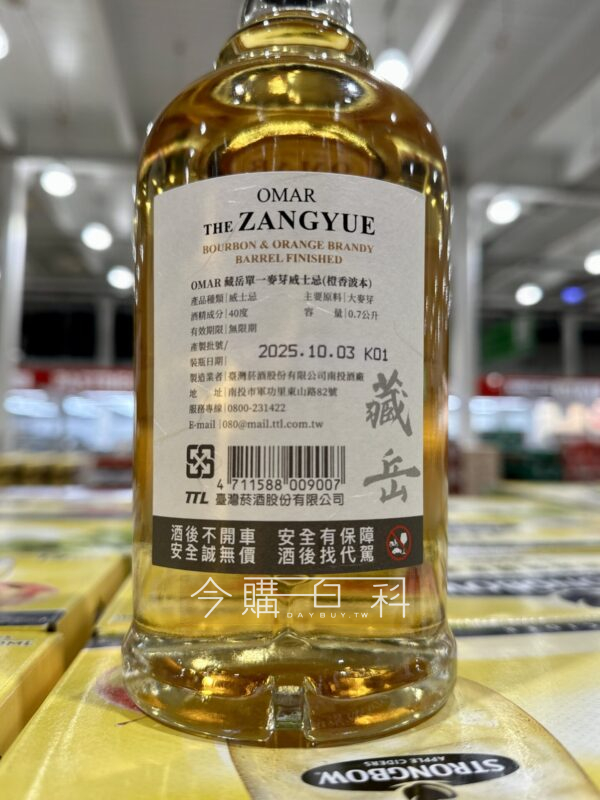 OMAR
THE ZANGYUE
BOURBON & ORANGE BRANDY
BARREL FINISHED
OMAR 藏岳單一麥芽威士忌(橙香波本)
產品種類|威士忌 主要原料|大麥芽
酒精成分|40度 容 量|0.7公升
有效期限|無限期
產製批號/
裝瓶日期| 2025.10.03 K01
製造業者|臺灣菸酒股份有限公司南投酒廠
地 址|南投市軍功里東山路82號
服務專線|0800-231422
E-mail|080@mail.ttl.com.tw
藏岳
4 711588 009007
TTL 臺灣菸酒股份有限公司
酒後不開車 安全有保障
安全誠無價 酒後找代駕
今購百科
DAYBUY.TW
STRONGBOW
APPLE CIDERS